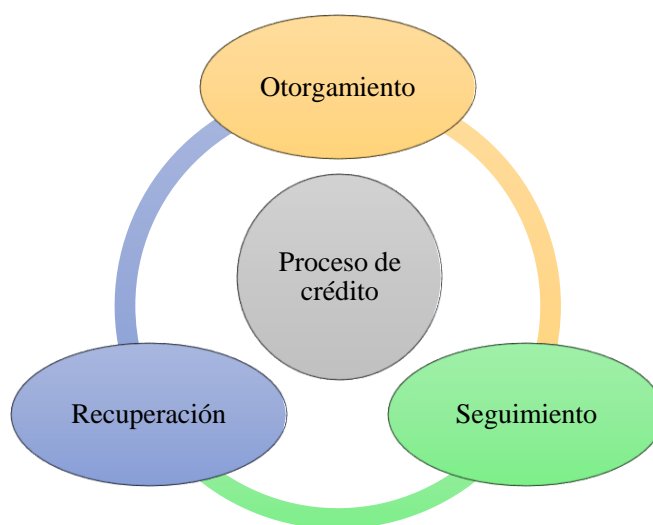 Otorgamiento
Proceso de
crédito
Recuperación
Seguimiento